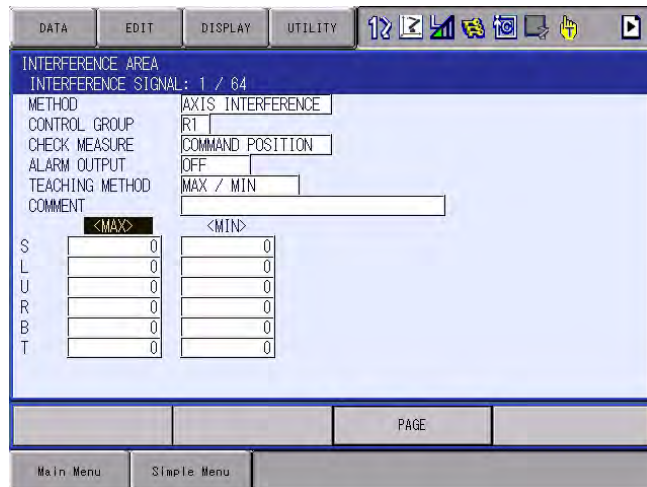 DATA EDIT DISPLAY UTILITY
INTERFERENCE AREA
INTERFERENCE SIGNAL: 1 / 64
METHOD AXIS INTERFERENCE
CONTROL GROUP R1
CHECK MEASURE COMMAND POSITION
ALARM OUTPUT OFF
TEACHING METHOD MAX / MIN
COMMENT
<MAX> <MIN>
S 0 0
L 0 0
U 0 0
R 0 0
B 0 0
T 0 0
PAGE
Main Menu Simple Menu